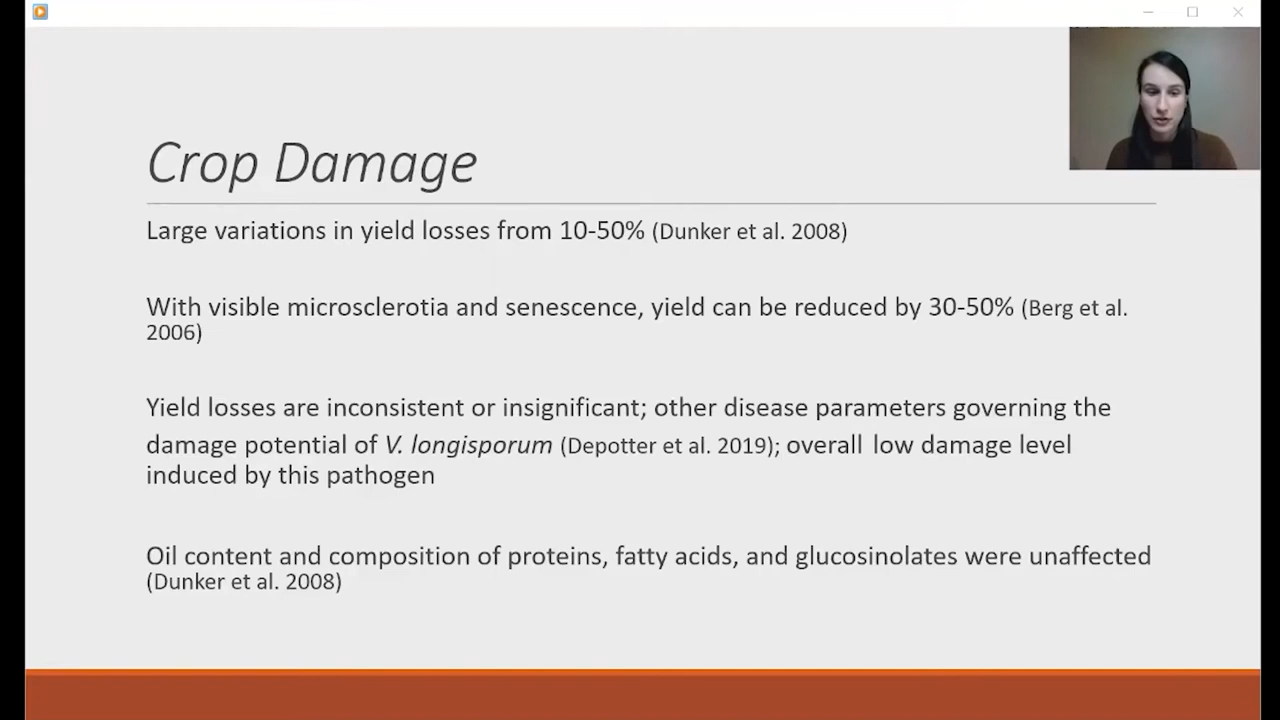 Crop Damage
Large variations in yield losses from 10-50% (Dunker et al. 2008)
With visible microsclerotia and senescence, yield can be reduced by 30-50% (Berg et al.
2006)
Yield losses are inconsistent or insignificant; other disease parameters governing the
damage potential of V. longisporum (Depotter et al. 2019); overall low damage level
induced by this pathogen
Oil content and composition of proteins, fatty acids, and glucosinolates were unaffected
(Dunker et al. 2008)